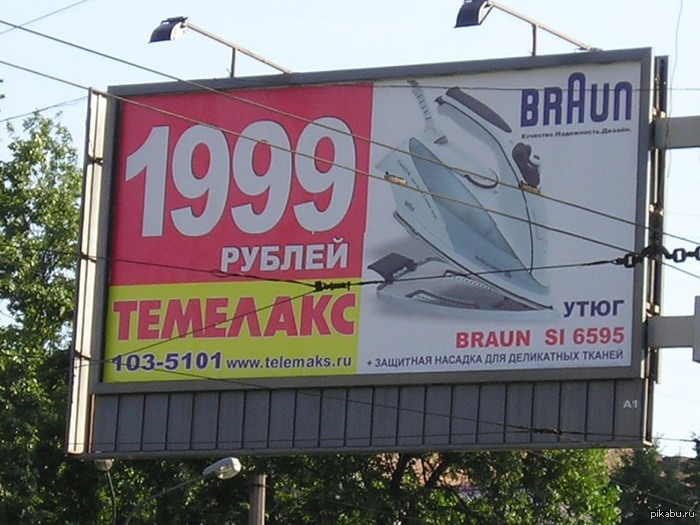 1999
РУБЛЕЙ
ТЕМЕЛАКС
103-5101 www.telemaks.ru
BRAUN
Качество.Надежность.Дизайн.
УТЮГ
BRAUN SI 6595
+ ЗАЩИТНАЯ НАСАДКА ДЛЯ ДЕЛИКАТНЫХ ТКАНЕЙ
A1
pikabu.ru